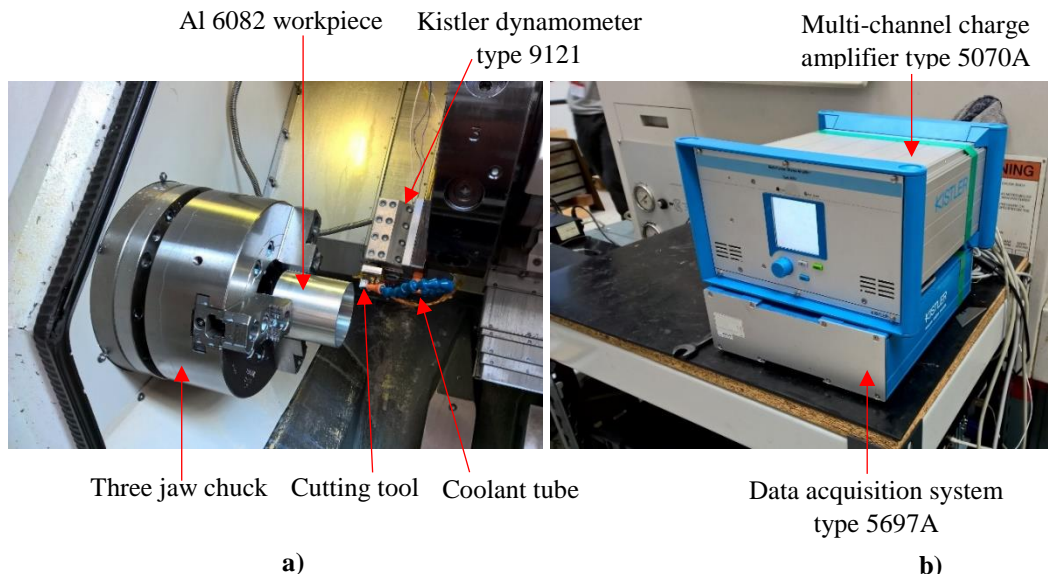 Al 6082 workpiece
Kistler dynamometer
type 9121
Multi-channel charge
amplifier type 5070A
KISTLER
KISTLER
NING
Three jaw chuck
Cutting tool
Coolant tube
Data acquisition system
type 5697A
a)
b)